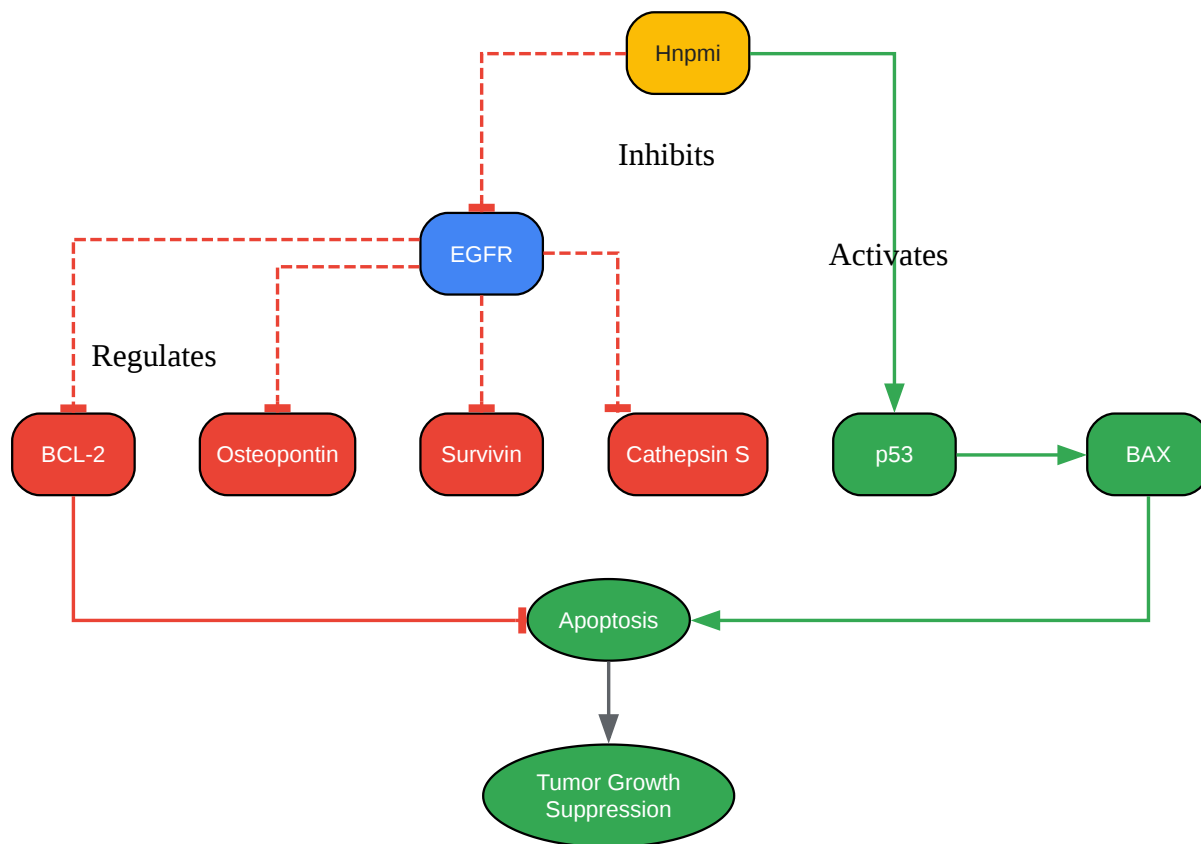 Hnpmi
Inhibits
EGFR
Activates
Regulates
BCL-2
Osteopontin
Survivin
Cathepsin S
p53
BAX
Apoptosis
Tumor Growth
Suppression